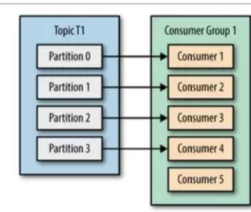 Topic T1
Partition 0
Partition 1
Partition 2
Partition 3
Consumer Group 1
Consumer 1
Consumer 2
Consumer 3
Consumer 4
Consumer 5